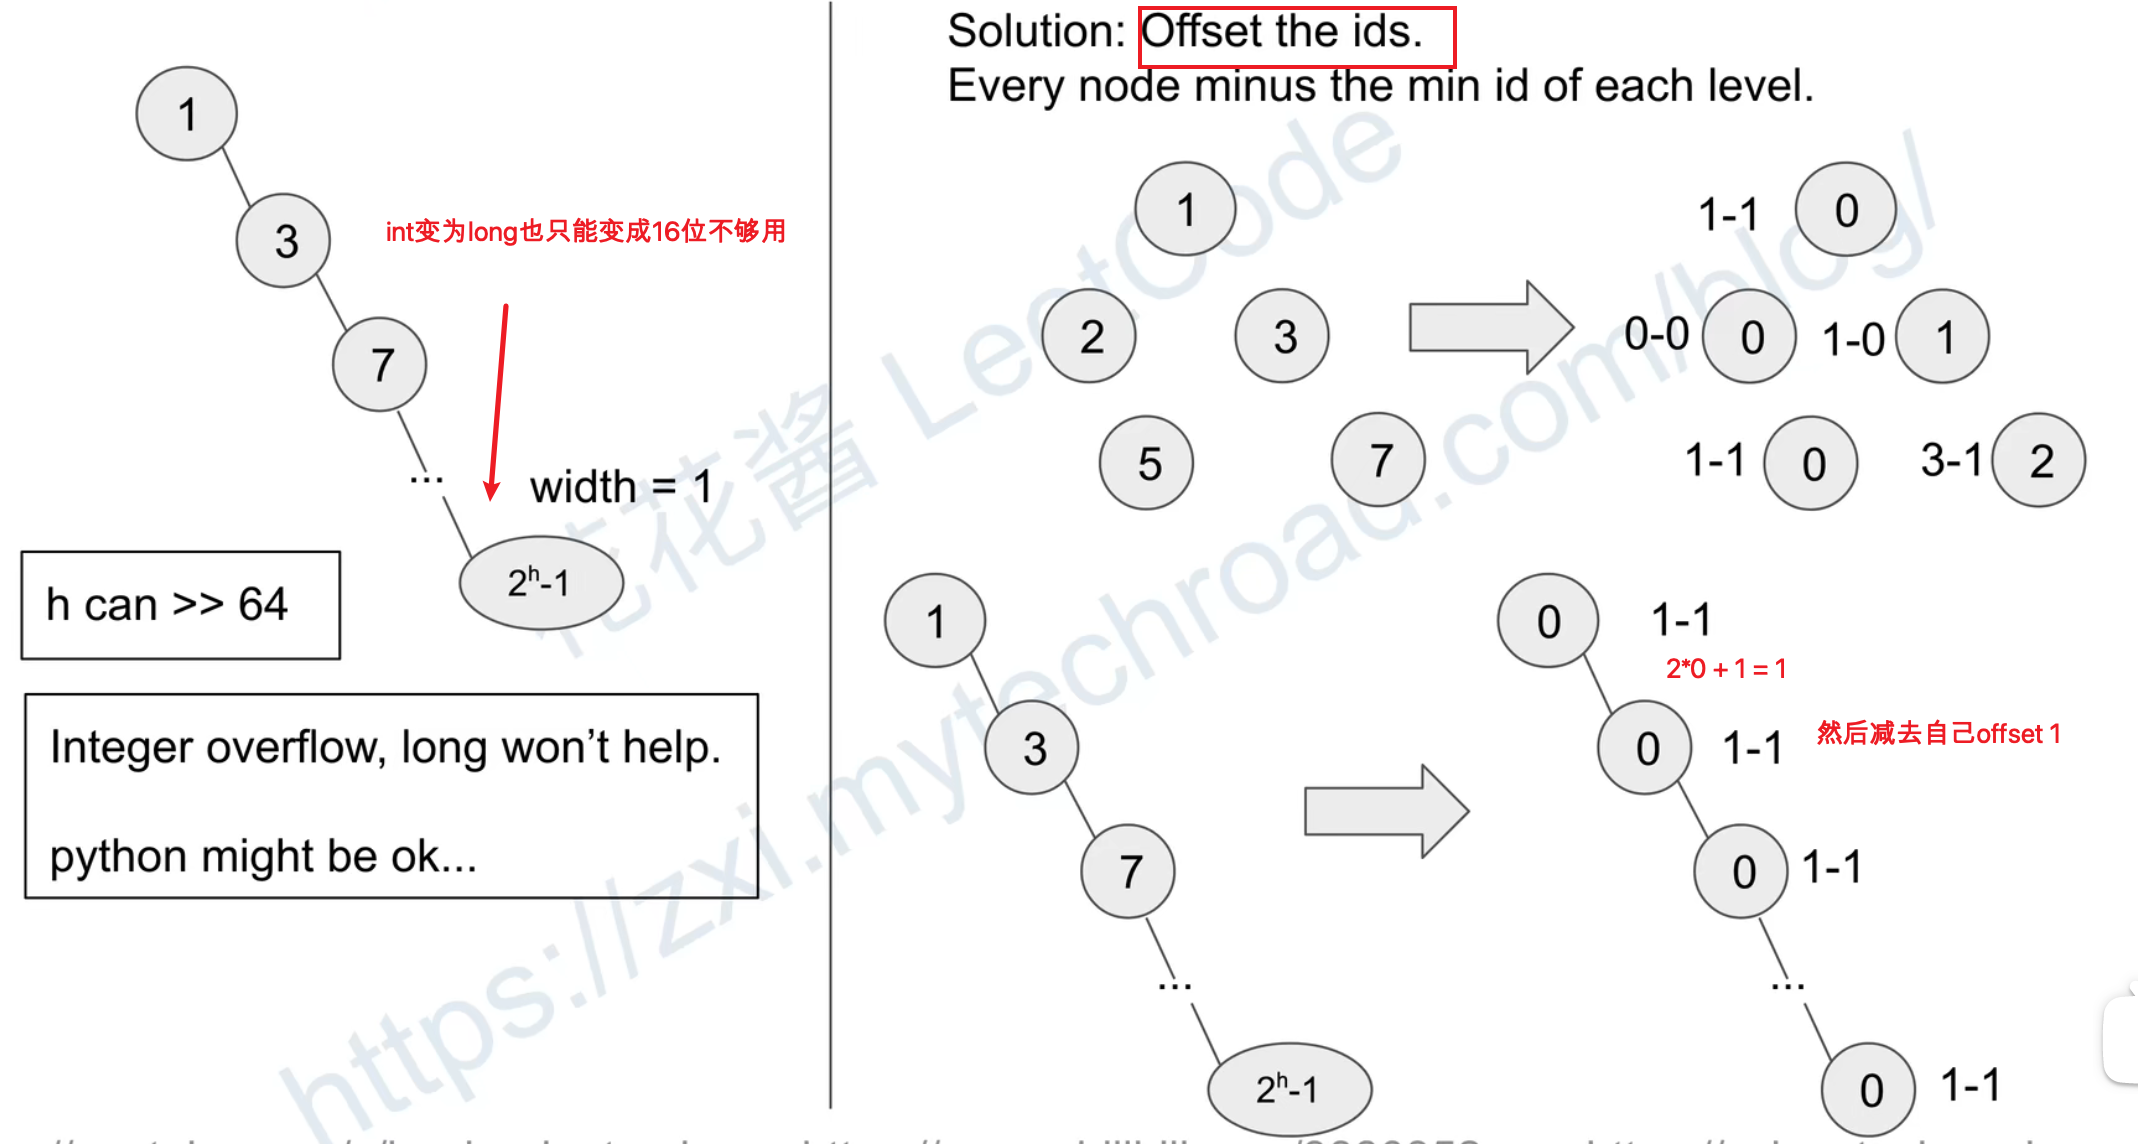 1
3
int变为long也只能变成16位不够用
7
...
width = 1
2ʰ-1
h can >> 64
Integer overflow, long won't help.
python might be ok...
Solution: Offset the ids.
Every node minus the min id of each level.
1
1-1 0
2 3
0-0 0 1-0 1
5 7
1-1 0 3-1 2
1
3
7
...
2ʰ-1
0 1-1
2*0 + 1 = 1
0 1-1 然后减去自己offset 1
0 1-1
...
0 1-1
花花酱 LeetCode
https://zxi.mytechroad.com/blog/